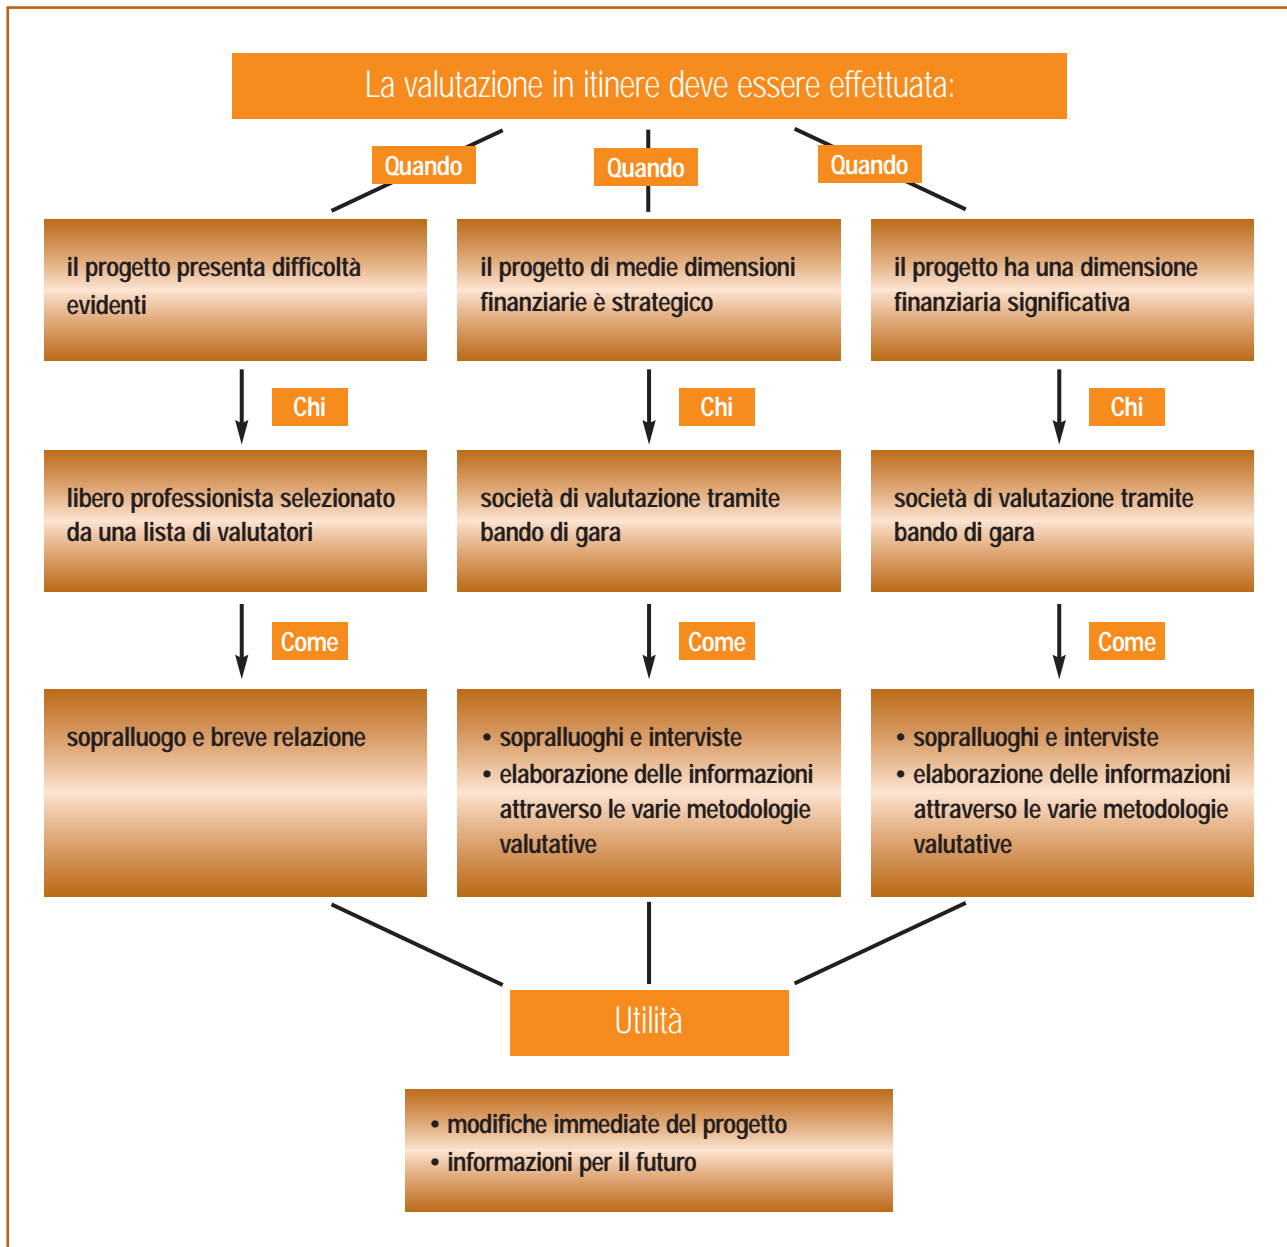 La valutazione in itinere deve essere effettuata:
Quando
Quando
Quando
il progetto presenta difficoltà
evidenti
il progetto di medie dimensioni
finanziarie è strategico
il progetto ha una dimensione
finanziaria significativa
Chi
Chi
Chi
libero professionista selezionato
da una lista di valutatori
società di valutazione tramite
bando di gara
società di valutazione tramite
bando di gara
Come
Come
Come
sopralluogo e breve relazione
• sopralluoghi e interviste
• elaborazione delle informazioni
attraverso le varie metodologie
valutative
• sopralluoghi e interviste
• elaborazione delle informazioni
attraverso le varie metodologie
valutative
Utilità
• modifiche immediate del progetto
• informazioni per il futuro